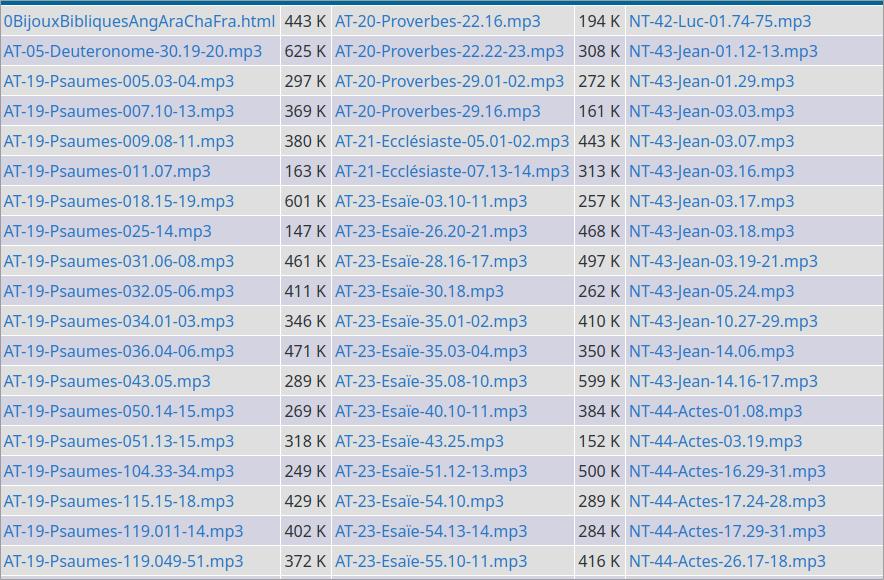 0BijouxBibliquesAngAraChaFra.html 443 K AT-20-Proverbes-22.16.mp3 194 K NT-42-Luc-01.74-75.mp3
AT-05-Deuteronome-30.19-20.mp3 625 K AT-20-Proverbes-22.22-23.mp3 308 K NT-43-Jean-01.12-13.mp3
AT-19-Psaumes-005.03-04.mp3 297 K AT-20-Proverbes-29.01-02.mp3 272 K NT-43-Jean-01.29.mp3
AT-19-Psaumes-007.10-13.mp3 369 K AT-20-Proverbes-29.16.mp3 161 K NT-43-Jean-03.03.mp3
AT-19-Psaumes-009.08-11.mp3 380 K AT-21-Ecclésiaste-05.01-02.mp3 443 K NT-43-Jean-03.07.mp3
AT-19-Psaumes-011.07.mp3 163 K AT-21-Ecclésiaste-07.13-14.mp3 313 K NT-43-Jean-03.16.mp3
AT-19-Psaumes-018.15-19.mp3 601 K AT-23-Esaïe-03.10-11.mp3 257 K NT-43-Jean-03.17.mp3
AT-19-Psaumes-025-14.mp3 147 K AT-23-Esaïe-26.20-21.mp3 468 K NT-43-Jean-03.18.mp3
AT-19-Psaumes-031.06-08.mp3 461 K AT-23-Esaïe-28.16-17.mp3 497 K NT-43-Jean-03.19-21.mp3
AT-19-Psaumes-032.05-06.mp3 411 K AT-23-Esaïe-30.18.mp3 262 K NT-43-Jean-05.24.mp3
AT-19-Psaumes-034.01-03.mp3 346 K AT-23-Esaïe-35.01-02.mp3 410 K NT-43-Jean-10.27-29.mp3
AT-19-Psaumes-036.04-06.mp3 471 K AT-23-Esaïe-35.03-04.mp3 350 K NT-43-Jean-14.06.mp3
AT-19-Psaumes-043.05.mp3 289 K AT-23-Esaïe-35.08-10.mp3 599 K NT-43-Jean-14.16-17.mp3
AT-19-Psaumes-050.14-15.mp3 269 K AT-23-Esaïe-40.10-11.mp3 384 K NT-44-Actes-01.08.mp3
AT-19-Psaumes-051.13-15.mp3 318 K AT-23-Esaïe-43.25.mp3 152 K NT-44-Actes-03.19.mp3
AT-19-Psaumes-104.33-34.mp3 249 K AT-23-Esaïe-51.12-13.mp3 500 K NT-44-Actes-16.29-31.mp3
AT-19-Psaumes-115.15-18.mp3 429 K AT-23-Esaïe-54.10.mp3 289 K NT-44-Actes-17.24-28.mp3
AT-19-Psaumes-119.011-14.mp3 402 K AT-23-Esaïe-54.13-14.mp3 284 K NT-44-Actes-17.29-31.mp3
AT-19-Psaumes-119.049-51.mp3 372 K AT-23-Esaïe-55.10-11.mp3 416 K NT-44-Actes-26.17-18.mp3